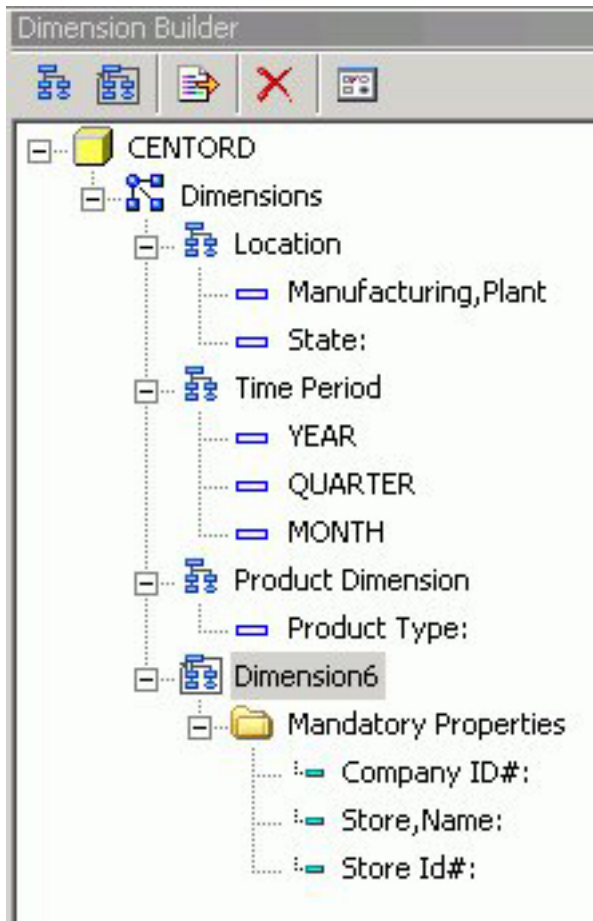 Dimension Builder
CENTORD
Dimensions
Location
Manufacturing,Plant
State:
Time Period
YEAR
QUARTER
MONTH
Product Dimension
Product Type:
Dimension6
Mandatory Properties
Company ID#:
Store,Name:
Store Id#: